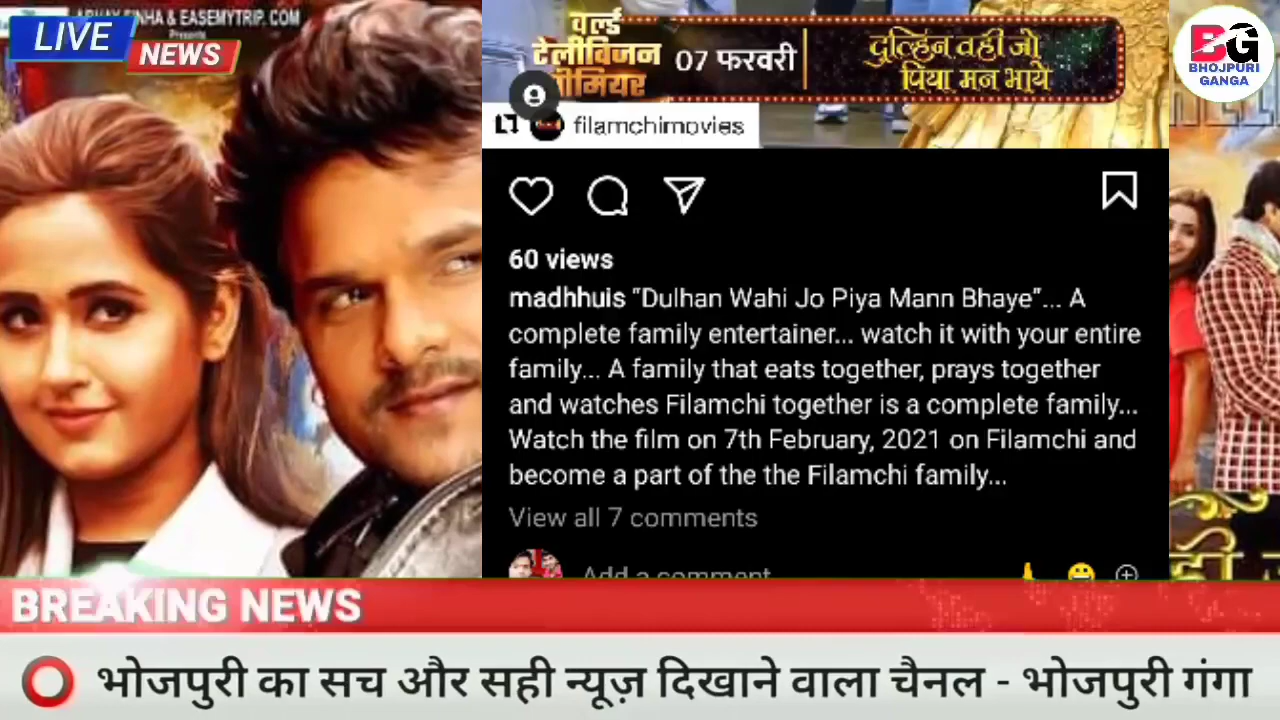 ABHAY SINHA & EASEMYTRIP.COM
Presents
LIVE
NEWS
वर्ल्ड
टेलीविजन
प्रीमियर
07 फरवरी
दुल्हिन वही जो
पिया मन भाये
BG
BHOJPURI
GANGA
filamchimovies
60 views
madhhuis "Dulhan Wahi Jo Piya Mann Bhaye"... A
complete family entertainer... watch it with your entire
family... A family that eats together, prays together
and watches Filamchi together is a complete family...
Watch the film on 7th February, 2021 on Filamchi and
become a part of the the Filamchi family...
View all 7 comments
Add a comment
BREAKING NEWS
भोजपुरी का सच और सही न्यूज़ दिखाने वाला चैनल - भोजपुरी गंगा